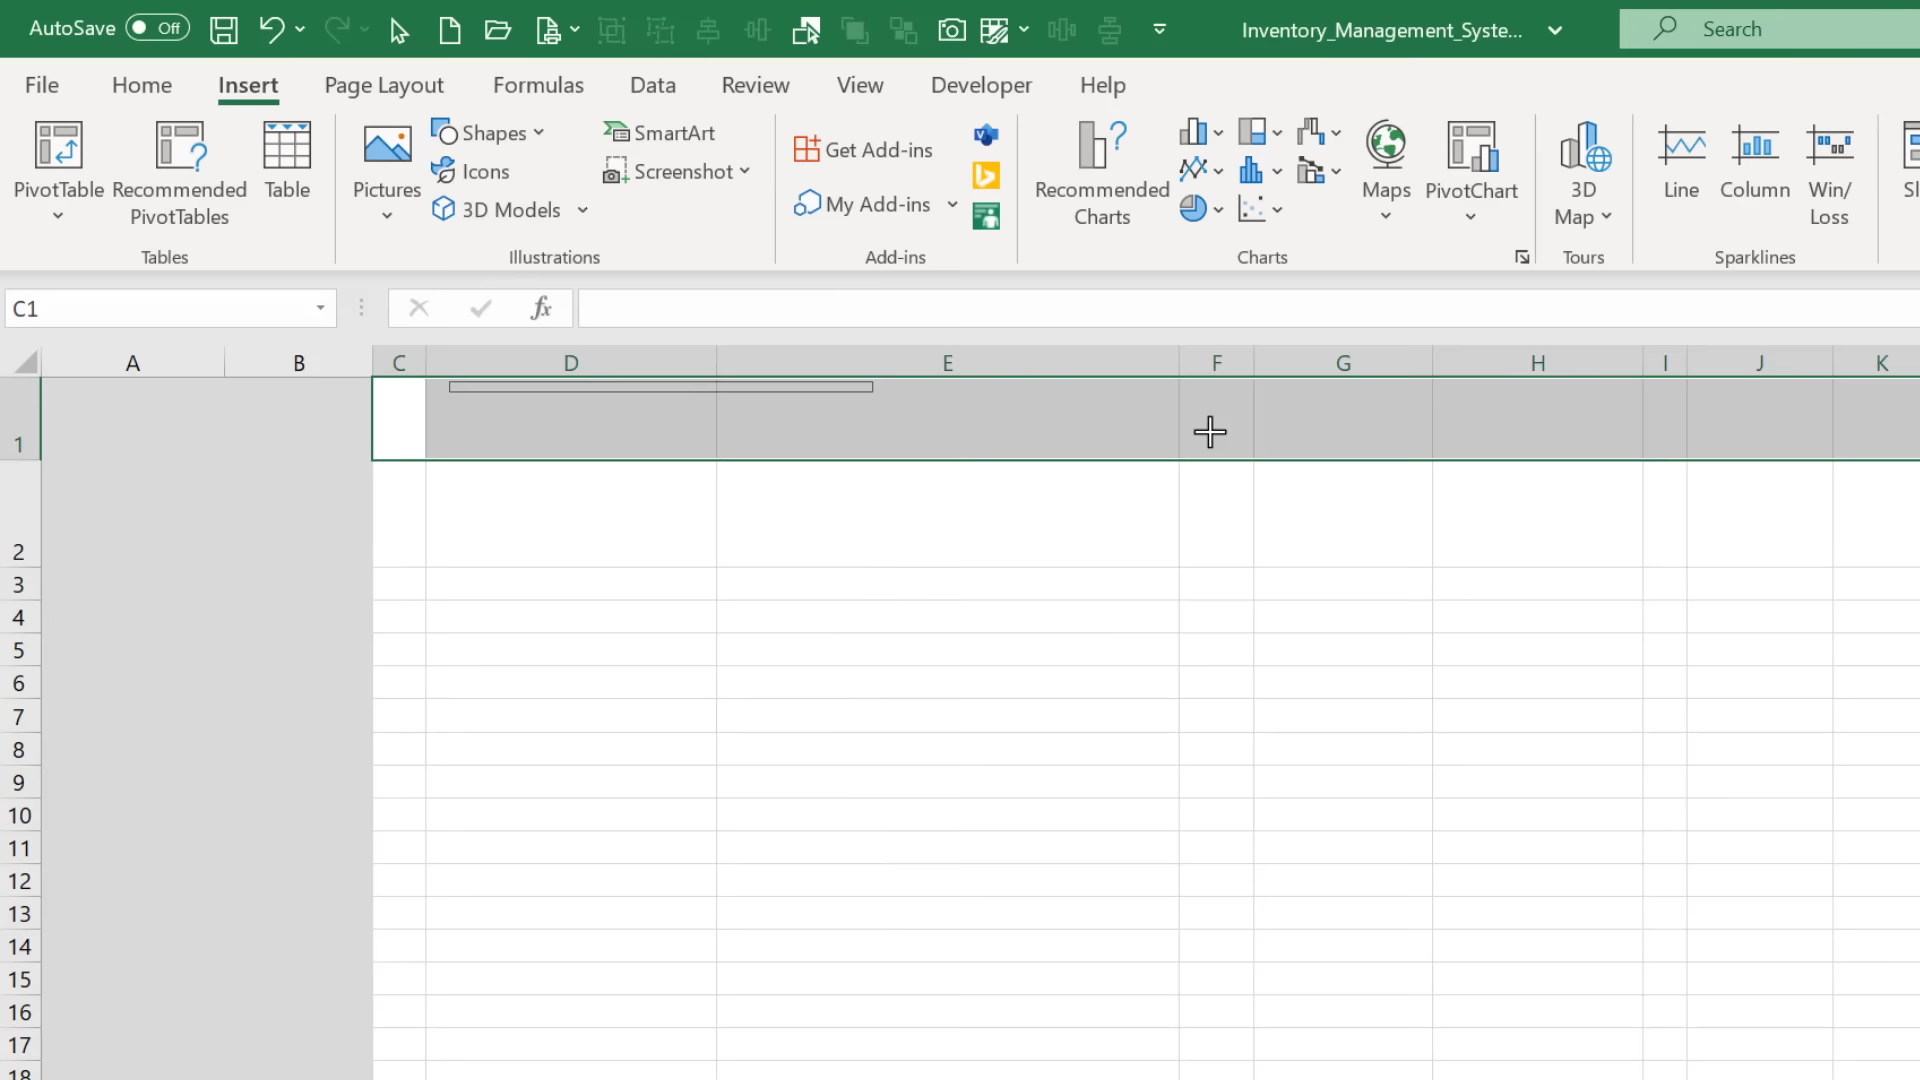 AutoSave Off Inventory_Management_Syste... Search
File Home Insert Page Layout Formulas Data Review View Developer Help
PivotTable Recommended PivotTables Table
Tables
Pictures Shapes Icons 3D Models SmartArt Screenshot
Illustrations
Get Add-ins
My Add-ins
Add-ins
Recommended Charts Maps PivotChart
Charts
3D Map
Tours
Line Column Win/ Loss
Sparklines
C1 fx
A B C D E F G H I J K
1
2
3
4
5
6
7
8
9
10
11
12
13
14
15
16
17
18